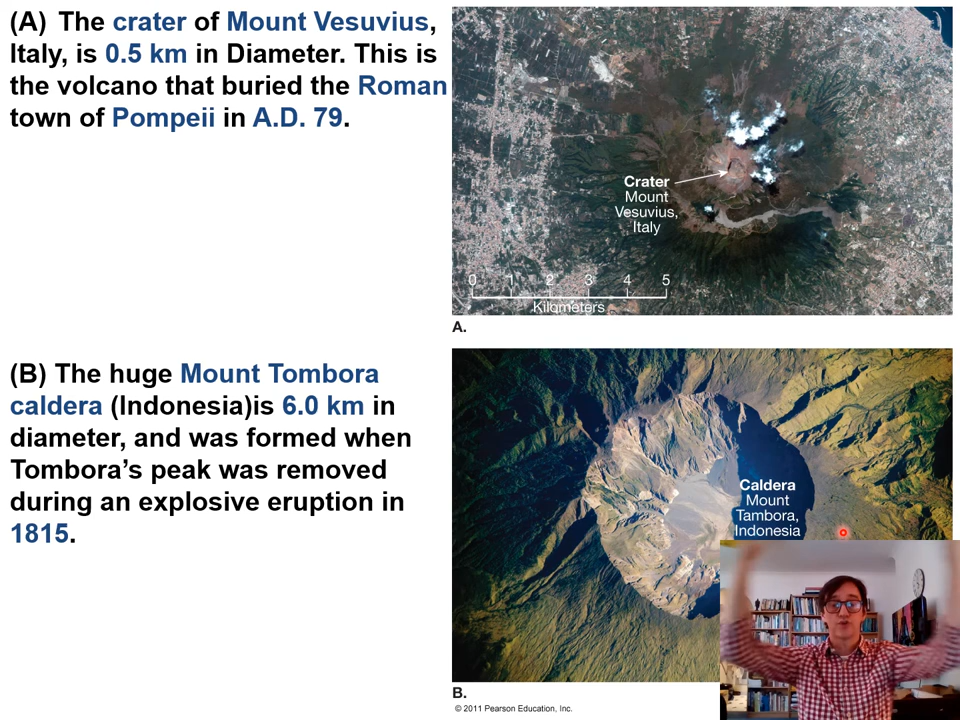 (A) The crater of Mount Vesuvius,
Italy, is 0.5 km in Diameter. This is
the volcano that buried the Roman
town of Pompeii in A.D. 79.
Crater
Mount
Vesuvius,
Italy
0 1 2 3 4 5
Kilometers
A.
(B) The huge Mount Tombora
caldera (Indonesia)is 6.0 km in
diameter, and was formed when
Tombora’s peak was removed
during an explosive eruption in
1815.
Caldera
Mount
Tambora,
Indonesia
B.
© 2011 Pearson Education, Inc.